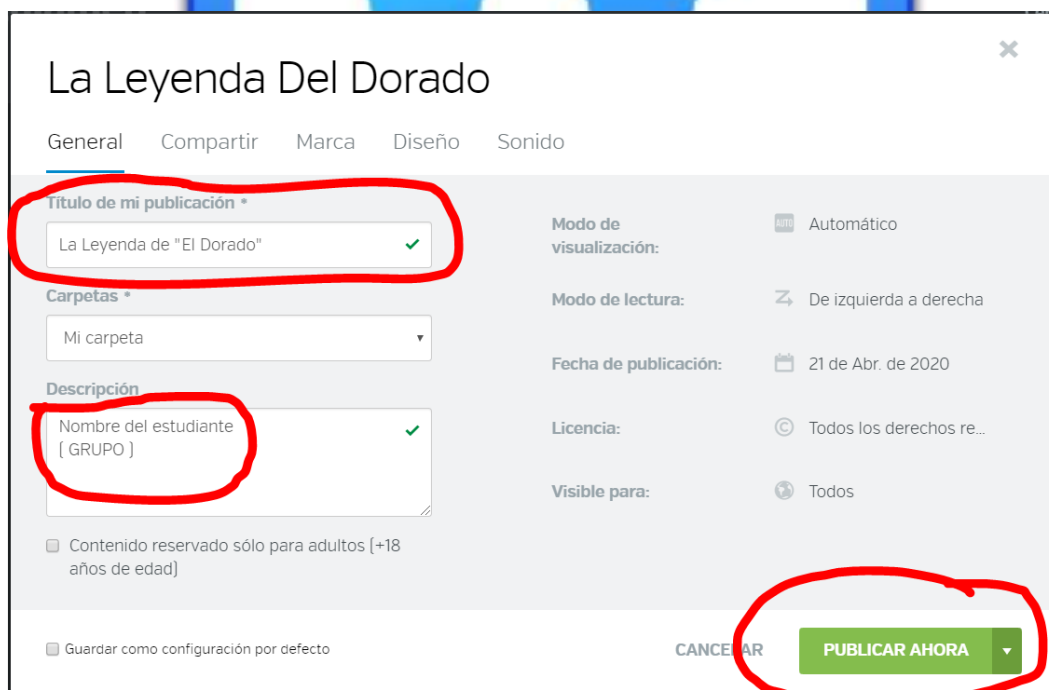 La Leyenda Del Dorado
General Compartir Marca Diseño Sonido
Título de mi publicación *
La Leyenda de "El Dorado"
Carpetas *
Mi carpeta
Descripción
Nombre del estudiante
( GRUPO )
Contenido reservado sólo para adultos (+18
años de edad)
Modo de
visualización:
AUTO Automático
Modo de lectura:
De izquierda a derecha
Fecha de publicación:
21 de Abr. de 2020
Licencia:
© Todos los derechos re...
Visible para:
Todos
Guardar como configuración por defecto
CANCELAR
PUBLICAR AHORA